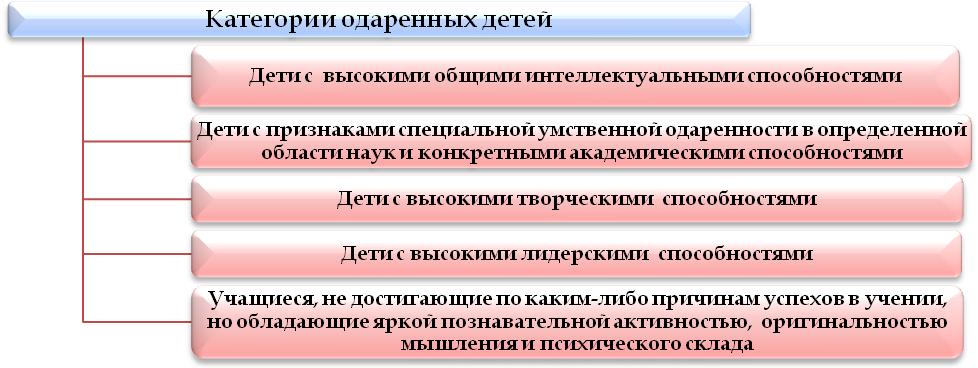 Категории одаренных детей
Дети с высокими общими интеллектуальными способностями
Дети с признаками специальной умственной одаренности в определенной
области наук и конкретными академическими способностями
Дети с высокими творческими способностями
Дети с высокими лидерскими способностями
Учащиеся, не достигающие по каким-либо причинам успехов в учении,
но обладающие яркой познавательной активностью, оригинальностью
мышления и психического склада